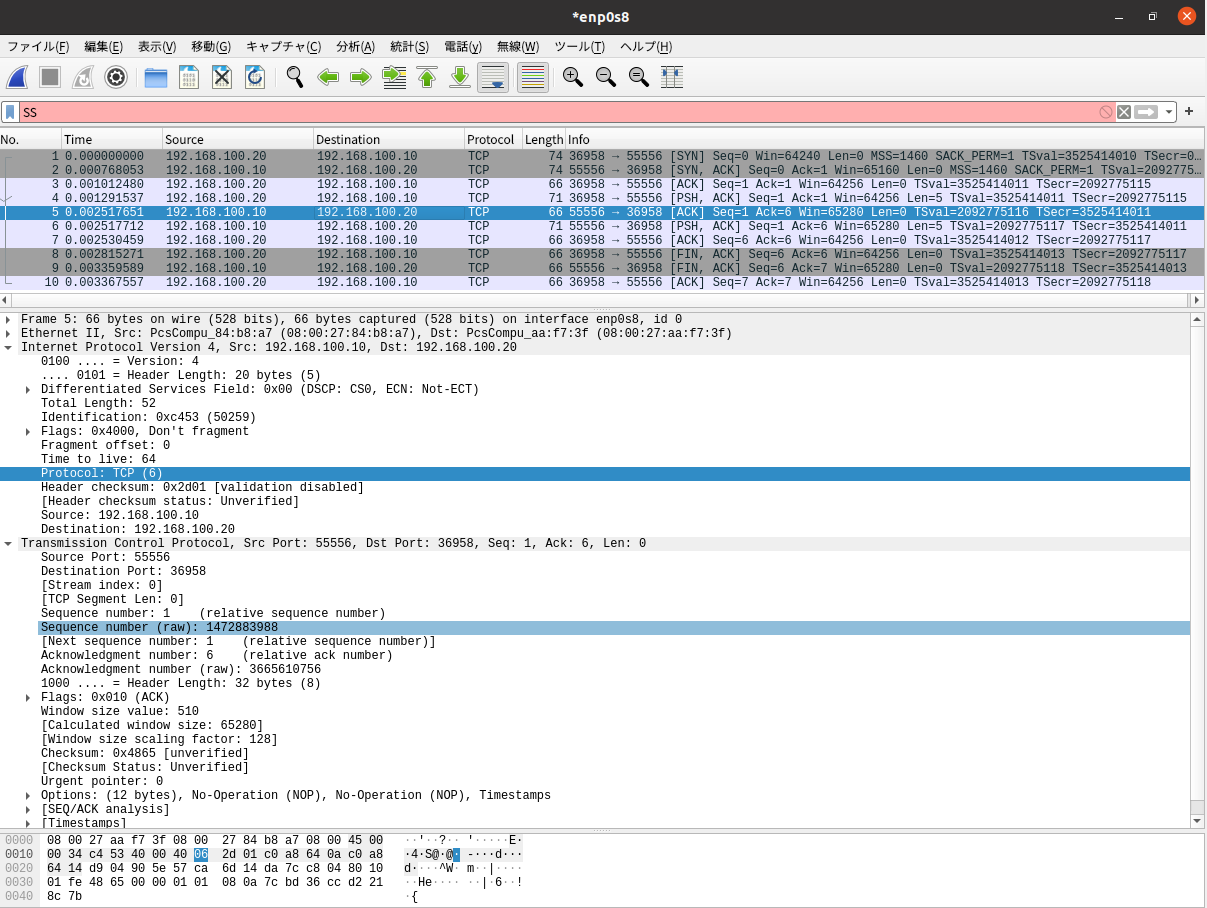 *enp0s8
ファイル(F) 編集(E) 表示(V) 移動(G) キャプチャ(C) 分析(A) 統計(S) 電話(y) 無線(W) ツール(T) ヘルプ(H)
SS
No. Time Source Destination Protocol Length Info
1 0.000000000 192.168.100.20 192.168.100.10 TCP 74 36958 → 55556 [SYN] Seq=0 Win=64240 Len=0 MSS=1460 SACK_PERM=1 TSval=3525414010 TSecr=0…
2 0.000768053 192.168.100.10 192.168.100.20 TCP 74 55556 → 36958 [SYN, ACK] Seq=0 Ack=1 Win=65160 Len=0 MSS=1460 SACK_PERM=1 TSval=2092775…
3 0.001012480 192.168.100.20 192.168.100.10 TCP 66 36958 → 55556 [ACK] Seq=1 Ack=1 Win=64256 Len=0 TSval=3525414011 TSecr=2092775115
4 0.001291537 192.168.100.20 192.168.100.10 TCP 71 36958 → 55556 [PSH, ACK] Seq=1 Ack=1 Win=64256 Len=5 TSval=3525414011 TSecr=2092775115
5 0.002517651 192.168.100.10 192.168.100.20 TCP 66 55556 → 36958 [ACK] Seq=1 Ack=6 Win=65280 Len=0 TSval=2092775116 TSecr=3525414011
6 0.002517712 192.168.100.10 192.168.100.20 TCP 71 55556 → 36958 [PSH, ACK] Seq=1 Ack=6 Win=65280 Len=5 TSval=2092775117 TSecr=3525414011
7 0.002530459 192.168.100.20 192.168.100.10 TCP 66 36958 → 55556 [ACK] Seq=6 Ack=6 Win=64256 Len=0 TSval=3525414012 TSecr=2092775117
8 0.002815271 192.168.100.20 192.168.100.10 TCP 66 36958 → 55556 [FIN, ACK] Seq=6 Ack=6 Win=64256 Len=0 TSval=3525414013 TSecr=2092775117
9 0.003359589 192.168.100.10 192.168.100.20 TCP 66 55556 → 36958 [FIN, ACK] Seq=6 Ack=7 Win=65280 Len=0 TSval=2092775118 TSecr=3525414013
10 0.003367557 192.168.100.20 192.168.100.10 TCP 66 36958 → 55556 [ACK] Seq=7 Ack=7 Win=64256 Len=0 TSval=3525414013 TSecr=2092775118
Frame 5: 66 bytes on wire (528 bits), 66 bytes captured (528 bits) on interface enp0s8, id 0
Ethernet II, Src: PcsCompu_84:b8:a7 (08:00:27:84:b8:a7), Dst: PcsCompu_aa:f7:3f (08:00:27:aa:f7:3f)
Internet Protocol Version 4, Src: 192.168.100.10, Dst: 192.168.100.20
0100 .... = Version: 4
.... 0101 = Header Length: 20 bytes (5)
Differentiated Services Field: 0x00 (DSCP: CS0, ECN: Not-ECT)
Total Length: 52
Identification: 0xc453 (50259)
Flags: 0x4000, Don't fragment
Fragment offset: 0
Time to live: 64
Protocol: TCP (6)
Header checksum: 0x2d01 [validation disabled]
[Header checksum status: Unverified]
Source: 192.168.100.10
Destination: 192.168.100.20
Transmission Control Protocol, Src Port: 55556, Dst Port: 36958, Seq: 1, Ack: 6, Len: 0
Source Port: 55556
Destination Port: 36958
[Stream index: 0]
[TCP Segment Len: 0]
Sequence number: 1    (relative sequence number)
Sequence number (raw): 1472883988
[Next sequence number: 1    (relative sequence number)]
Acknowledgment number: 6    (relative ack number)
Acknowledgment number (raw): 3665610756
1000 .... = Header Length: 32 bytes (8)
Flags: 0x010 (ACK)
Window size value: 510
[Calculated window size: 65280]
[Window size scaling factor: 128]
Checksum: 0x4865 [unverified]
[Checksum Status: Unverified]
Urgent pointer: 0
Options: (12 bytes), No-Operation (NOP), No-Operation (NOP), Timestamps
[SEQ/ACK analysis]
[Timestamps]
0000 08 00 27 aa f7 3f 08 00 27 84 b8 a7 08 00 45 00 ··'··?·· '·····E·
0010 00 34 c4 53 40 00 40 06 2d 01 c0 a8 64 0a c0 a8 ·4·S@·@· -···d···
0020 64 14 d9 04 90 5e 57 ca 6d 14 da 7c c8 04 80 10 d····^W· m··|····
0030 01 fe 48 65 00 00 01 01 08 0a 7c bd 36 cc d2 21 ··He···· ··|·6··!
0040 8c 7b ·{